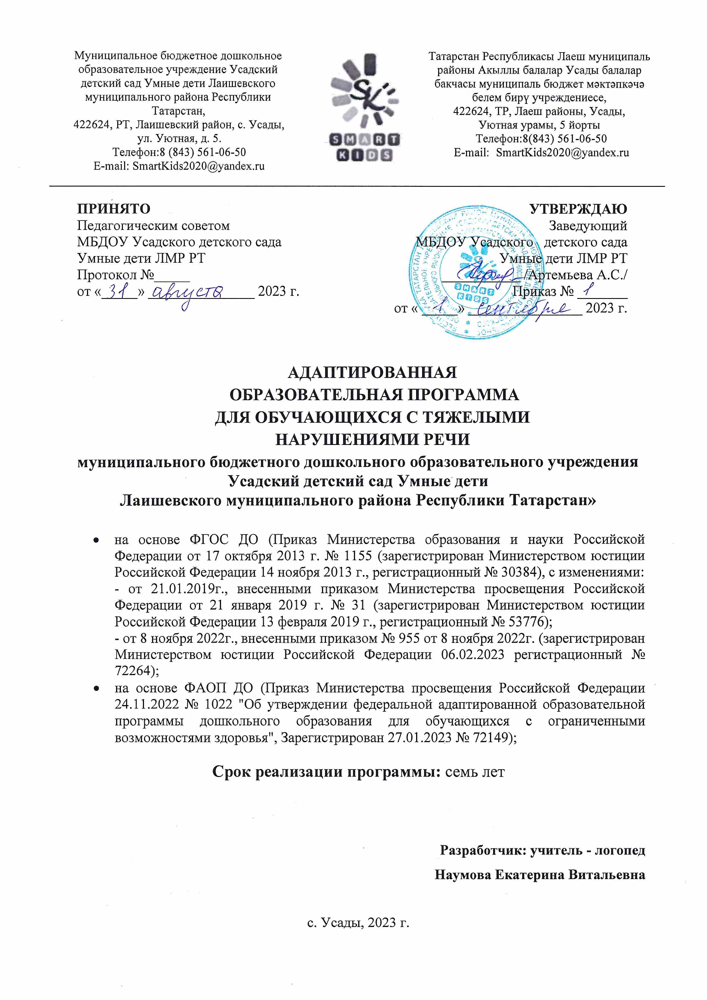 Муниципальное бюджетное дошкольное
образовательное учреждение Усадский
детский сад Умные дети Лаишевского
муниципального района Республики
Татарстан,
422624, РТ, Лаишевский район, с. Усады,
ул. Уютная, д. 5.
Телефон:8 (843) 561-06-50
E-mail: SmartKids2020@yandex.ru
SK
SMART
KIDS
Татарстан Республикасы Лаеш муниципаль
районы Акыллы балалар Усады балалар
бакчасы муниципаль бюджет мәктәпкәчә
белем бирү учреждениесе,
422624, ТР, Лаеш районы, Усады,
Уютная урамы, 5 йорты
Телефон:8(843) 561-06-50
E-mail: SmartKids2020@yandex.ru
ПРИНЯТО
Педагогическим советом
МБДОУ Усадского детского сада
Умные дети ЛМР РТ
Протокол №_____
от « 31 » августа 2023 г.
УТВЕРЖДАЮ
Заведующий
МБДОУ Усадского детского сада
Умные дети ЛМР РТ
/Артемьева А.С./
Приказ № 1
от « 1 » сентября 2023 г.
SMART
KIDS
АДАПТИРОВАННАЯ
ОБРАЗОВАТЕЛЬНАЯ ПРОГРАММА
ДЛЯ ОБУЧАЮЩИХСЯ С ТЯЖЕЛЫМИ
НАРУШЕНИЯМИ РЕЧИ
муниципального бюджетного дошкольного образовательного учреждения
Усадский детский сад Умные дети
Лаишевского муниципального района Республики Татарстан»
• на основе ФГОС ДО (Приказ Министерства образования и науки Российской
Федерации от 17 октября 2013 г. № 1155 (зарегистрирован Министерством юстиции
Российской Федерации 14 ноября 2013 г., регистрационный № 30384), с изменениями:
- от 21.01.2019г., внесенными приказом Министерства просвещения Российской
Федерации от 21 января 2019 г. № 31 (зарегистрирован Министерством юстиции
Российской Федерации 13 февраля 2019 г., регистрационный № 53776);
- от 8 ноября 2022г., внесенными приказом № 955 от 8 ноября 2022г. (зарегистрирован
Министерством юстиции Российской Федерации 06.02.2023 регистрационный №
72264);
• на основе ФАОП ДО (Приказ Министерства просвещения Российской Федерации
24.11.2022 № 1022 "Об утверждении федеральной адаптированной образовательной
программы дошкольного образования для обучающихся с ограниченными
возможностями здоровья", Зарегистрирован 27.01.2023 № 72149);
Срок реализации программы: семь лет
Разработчик: учитель - логопед
Наумова Екатерина Витальевна
с. Усады, 2023 г.